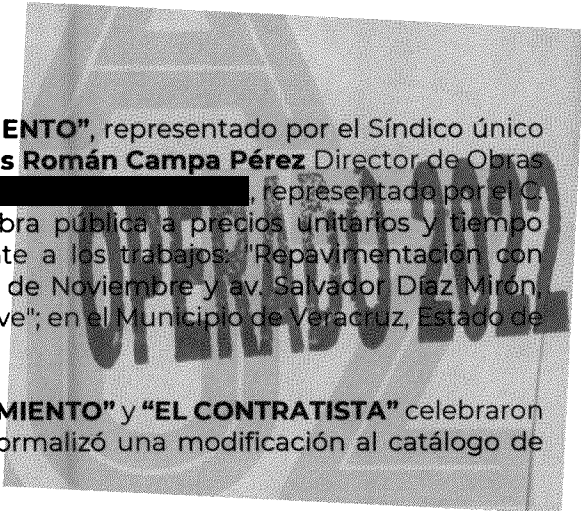 ENTO”, representado por el Síndico único
s Román Campa Pérez Director de Obras
, representado por el C.
bra pública a precios unitarios y tiempo
te a los trabajos: "Repavimentación con
de Noviembre y av. Salvador Díaz Mirón,
ve"; en el Municipio de Veracruz, Estado de
OPERADO 2022
MIENTO” y “EL CONTRATISTA” celebraron
ormalizó una modificación al catálogo de